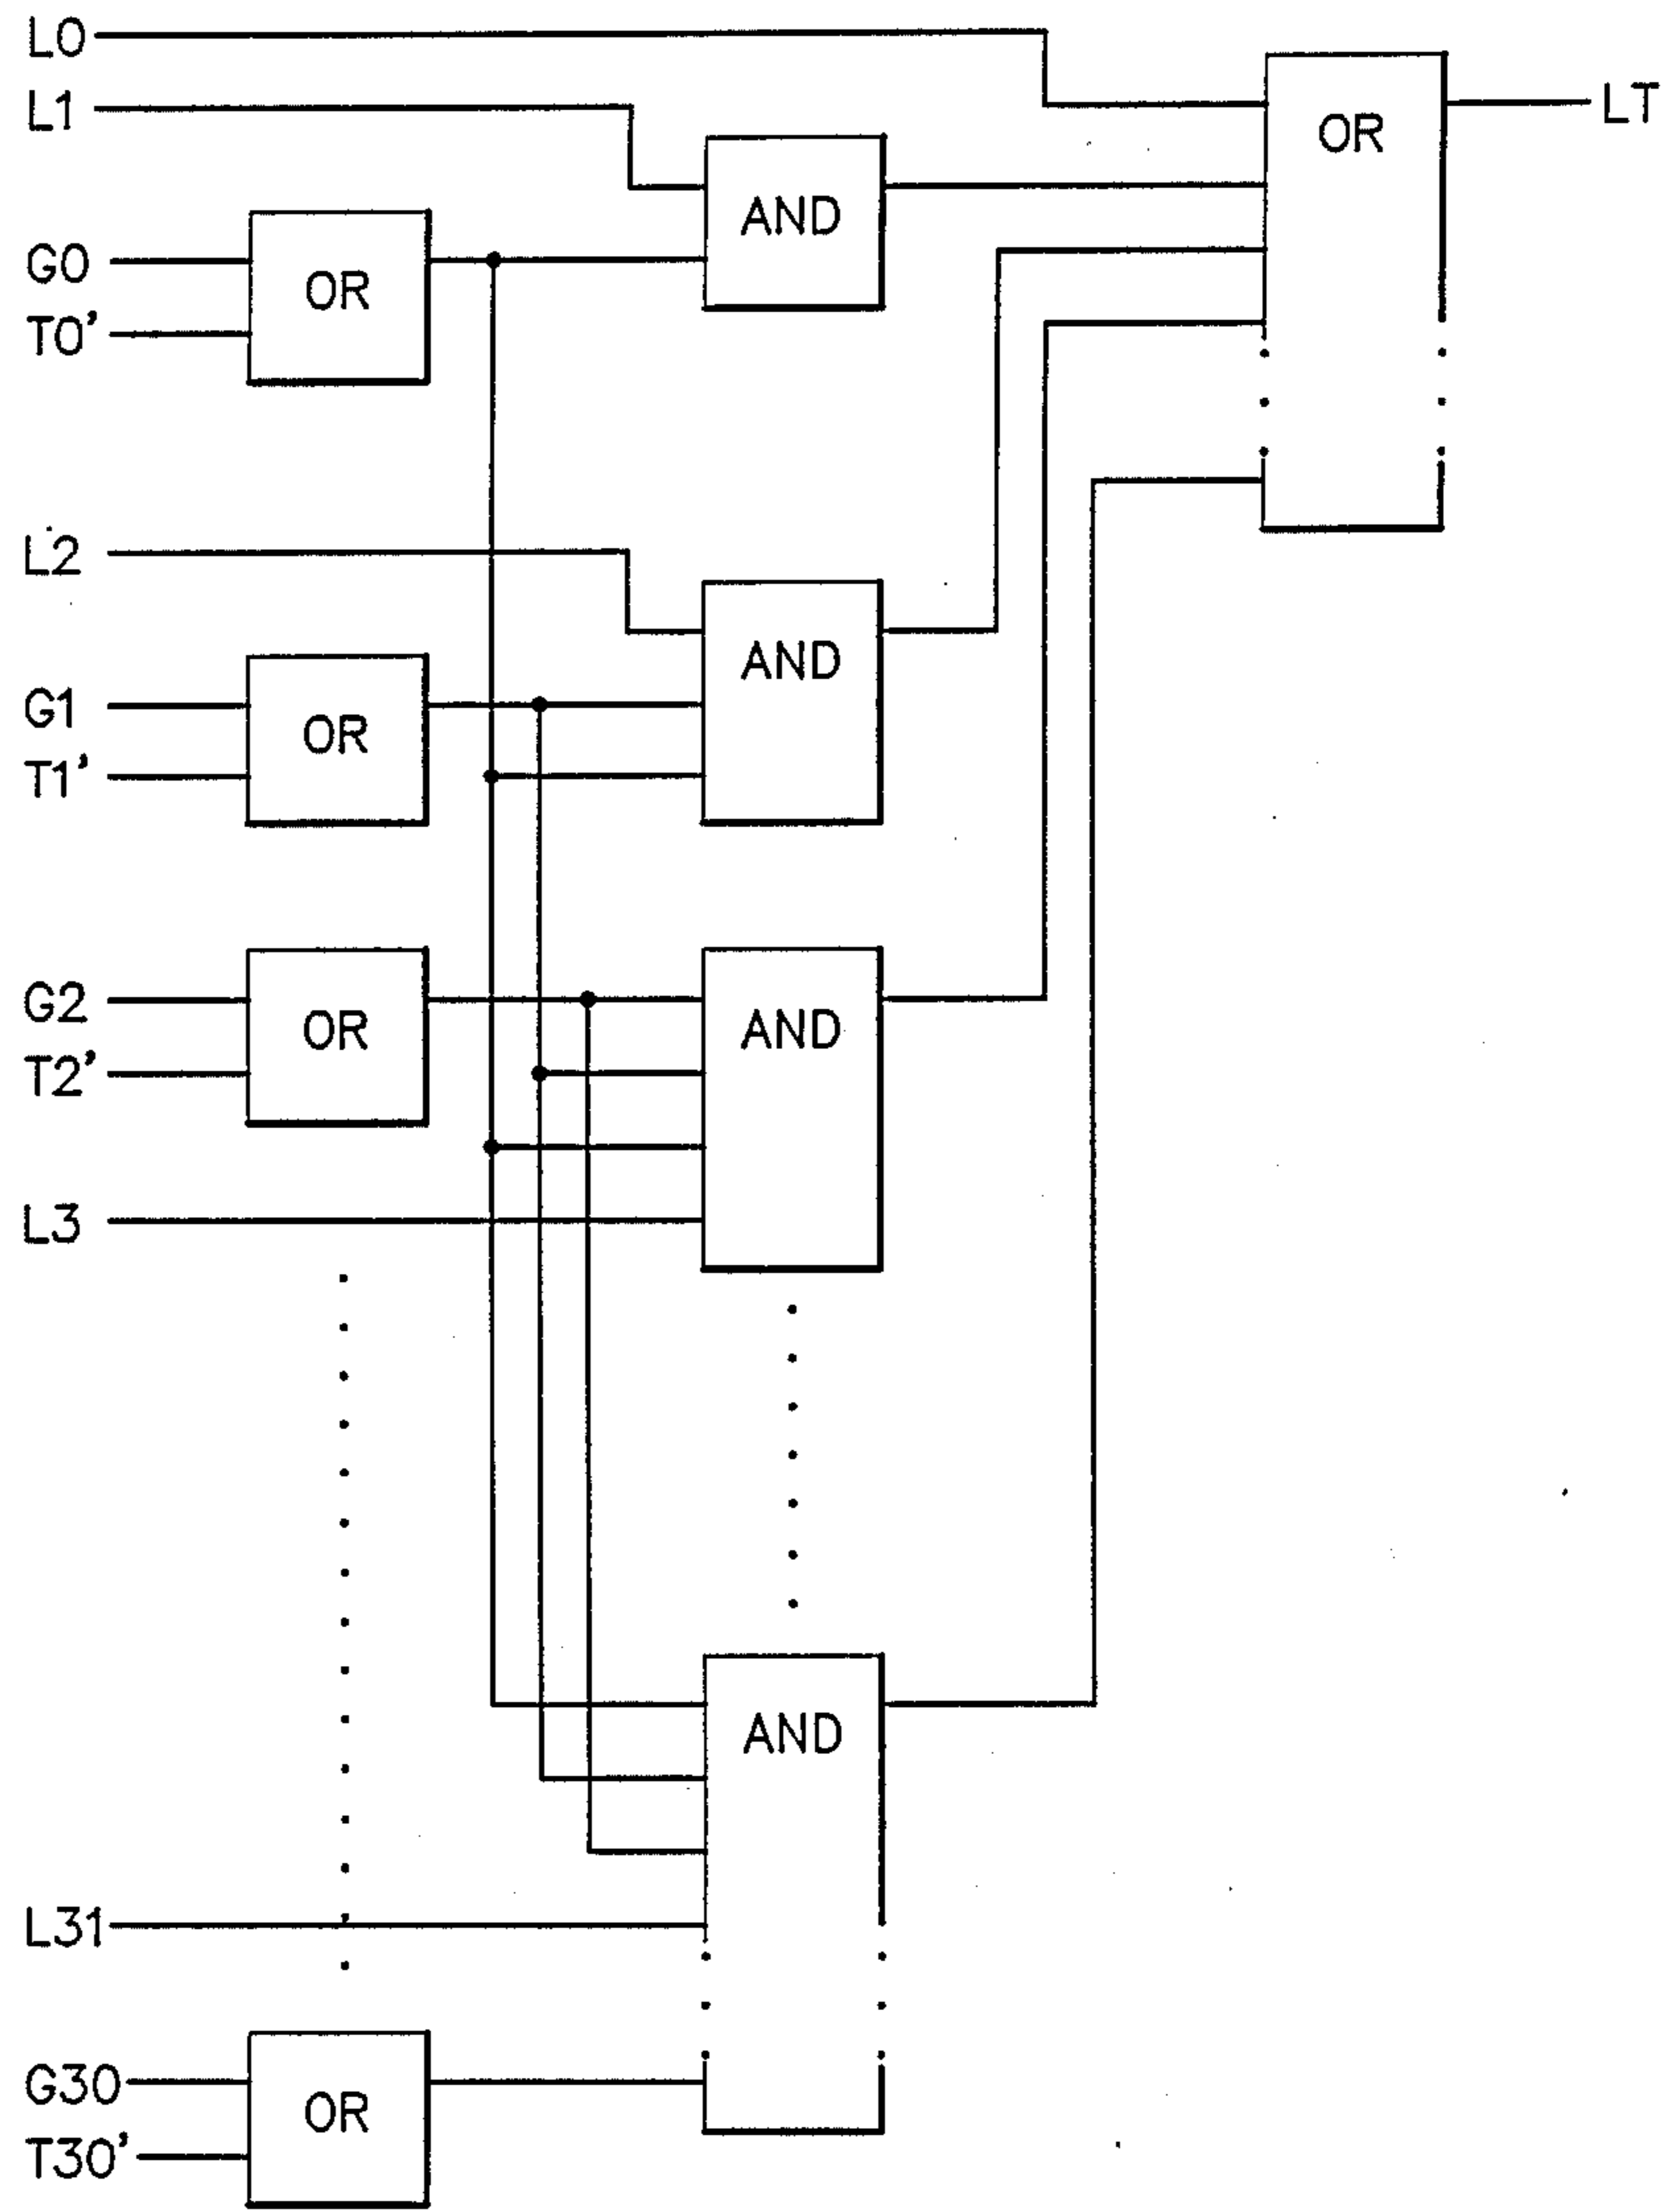 L0
LT
L1
OR
AND
G0
OR
T0'
L2
AND
G1
OR
T1'
G2
OR
AND
T2'
L3
AND
L31
G30
OR
T30'